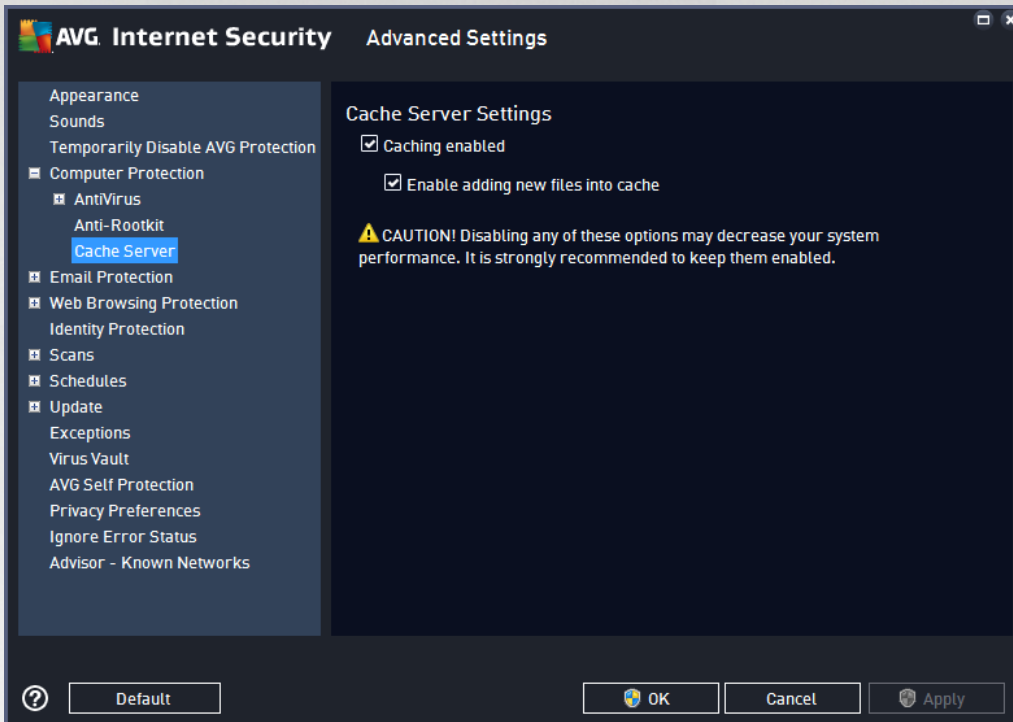 AVG. Internet Security Advanced Settings
Appearance
Sounds
Temporarily Disable AVG Protection
Computer Protection
AntiVirus
Anti-Rootkit
Cache Server
Email Protection
Web Browsing Protection
Identity Protection
Scans
Schedules
Update
Exceptions
Virus Vault
AVG Self Protection
Privacy Preferences
Ignore Error Status
Advisor - Known Networks
Cache Server Settings
Caching enabled
Enable adding new files into cache
CAUTION! Disabling any of these options may decrease your system
performance. It is strongly recommended to keep them enabled.
? Default OK Cancel Apply